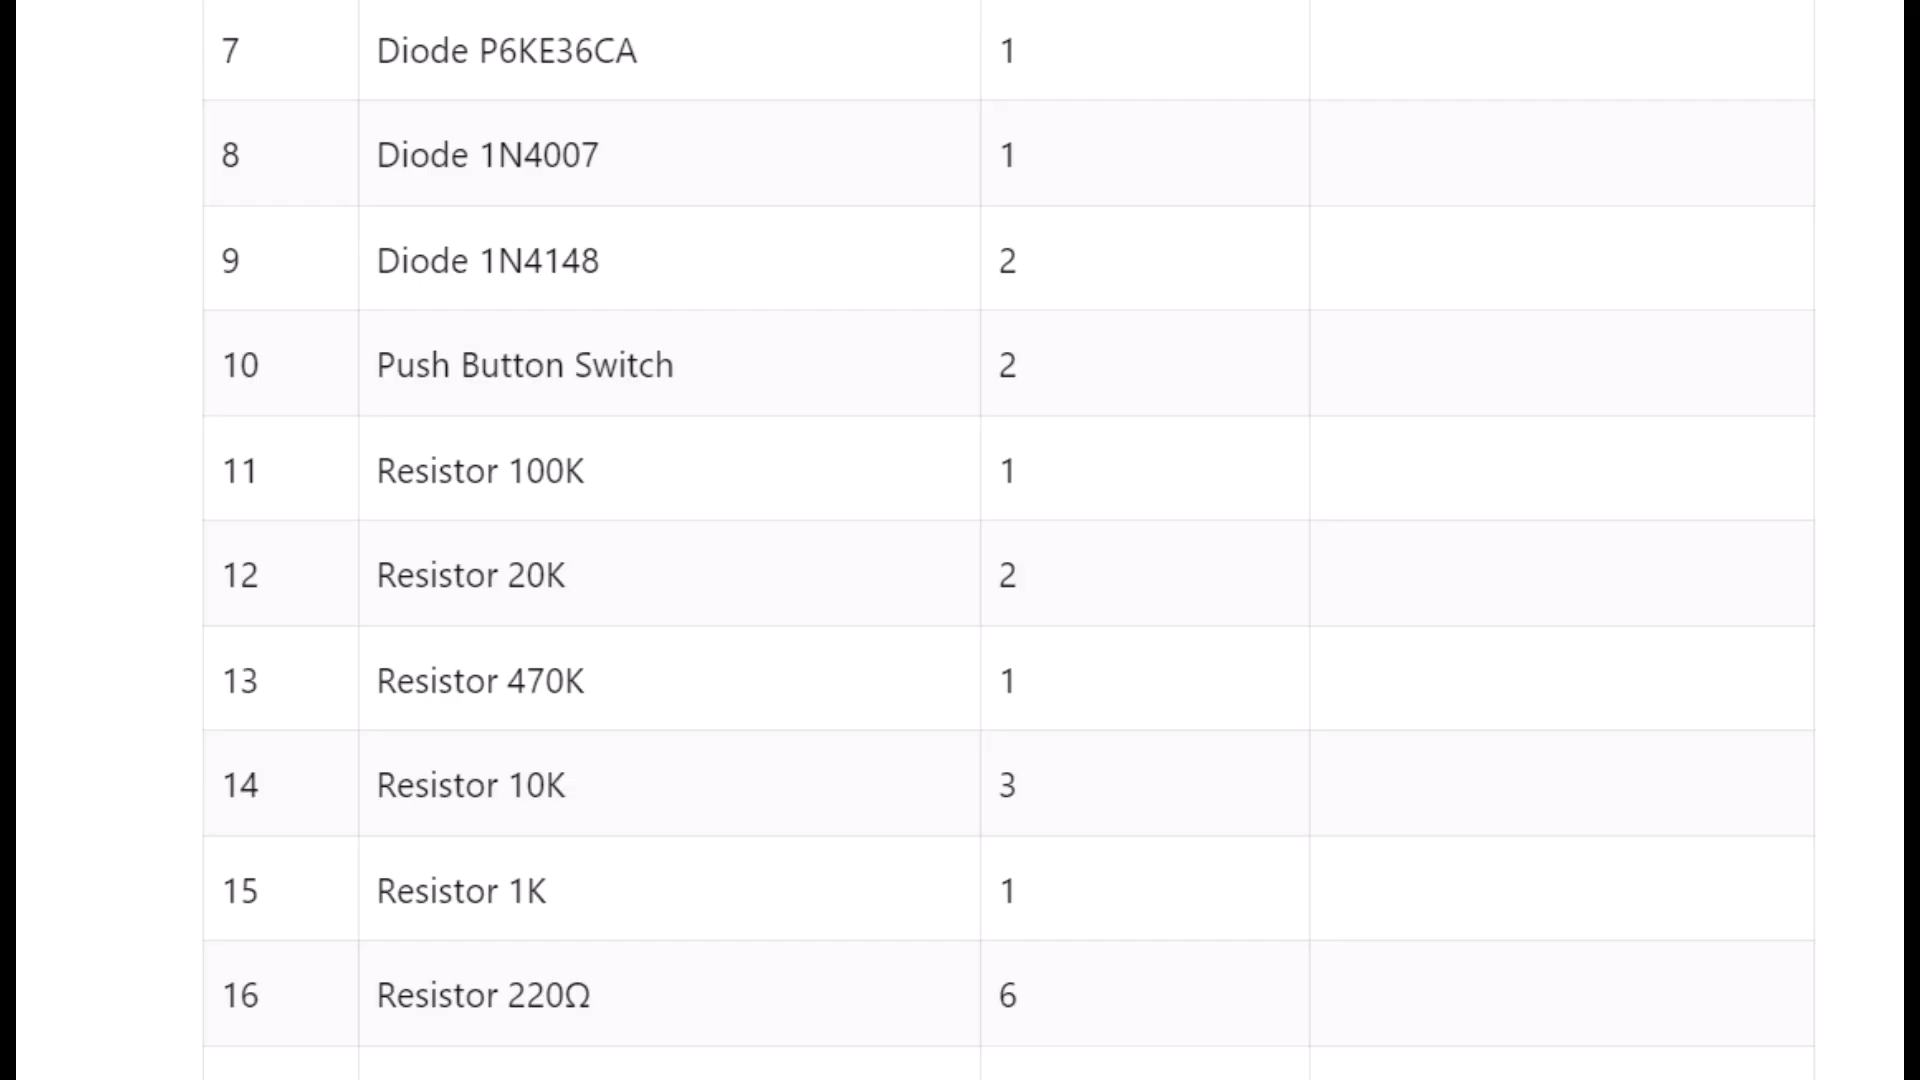 7 Diode P6KE36CA 1
8 Diode 1N4007 1
9 Diode 1N4148 2
10 Push Button Switch 2
11 Resistor 100K 1
12 Resistor 20K 2
13 Resistor 470K 1
14 Resistor 10K 3
15 Resistor 1K 1
16 Resistor 220Ω 6